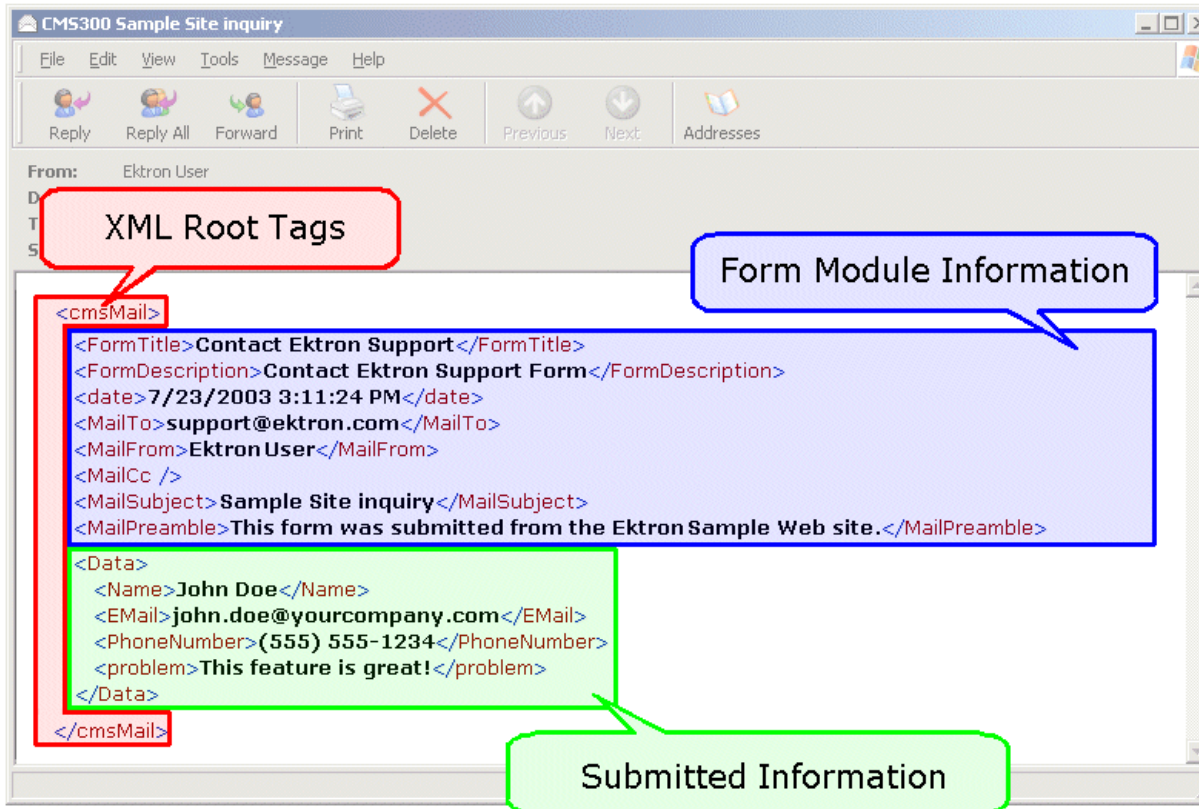 CMS300 Sample Site inquiry
File Edit View Tools Message Help
Reply Reply All Forward Print Delete Previous Next Addresses
From: Ektron User
D
T
S
XML Root Tags
Form Module Information
<cmsMail>
<FormTitle>Contact Ektron Support</FormTitle>
<FormDescription>Contact Ektron Support Form</FormDescription>
<date>7/23/2003 3:11:24 PM</date>
<MailTo>support@ektron.com</MailTo>
<MailFrom>Ektron User</MailFrom>
<MailCc />
<MailSubject>Sample Site inquiry</MailSubject>
<MailPreamble>This form was submitted from the Ektron Sample Web site.</MailPreamble>
<Data>
<Name>John Doe</Name>
<EMail>john.doe@yourcompany.com</EMail>
<PhoneNumber>(555) 555-1234</PhoneNumber>
<problem>This feature is great!</problem>
</Data>
</cmsMail>
Submitted Information